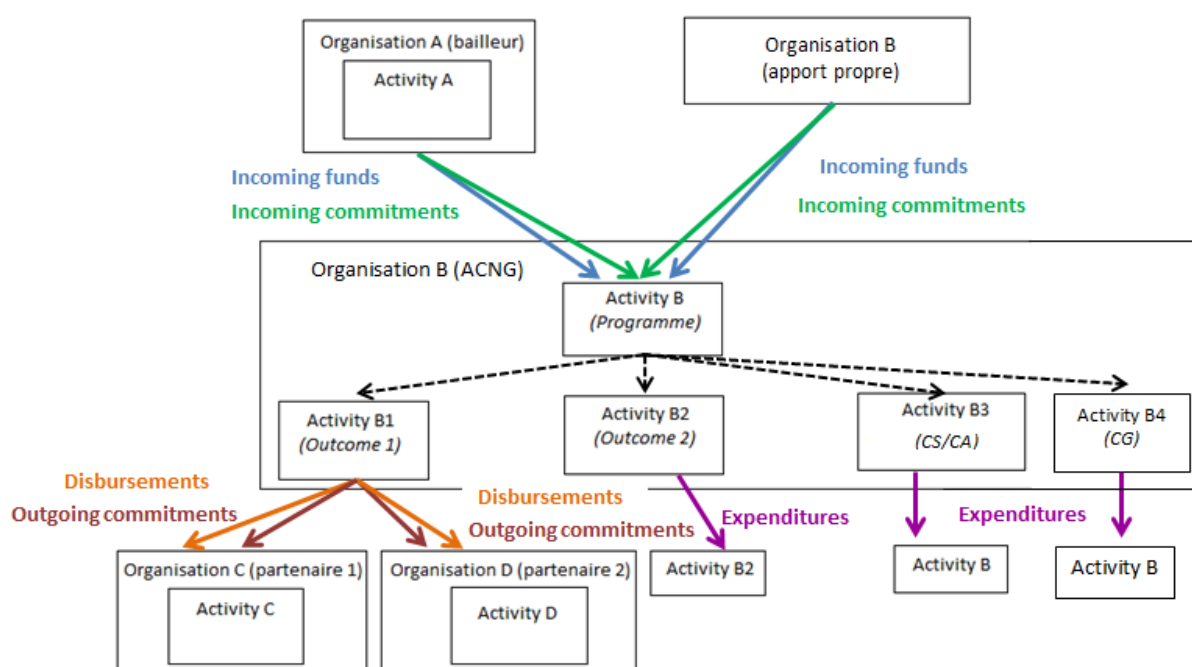 Organisation A (bailleur)
Activity A
Organisation B
(apport propre)
Incoming funds
Incoming commitments
Incoming funds
Incoming commitments
Organisation B (ACNG)
Activity B
(Programme)
Activity B1
(Outcome 1)
Activity B2
(Outcome 2)
Activity B3
(CS/CA)
Activity B4
(CG)
Disbursements
Outgoing commitments
Disbursements
Outgoing commitments
Expenditures
Expenditures
Organisation C (partenaire 1)
Activity C
Organisation D (partenaire 2)
Activity D
Activity B2
Activity B
Activity B